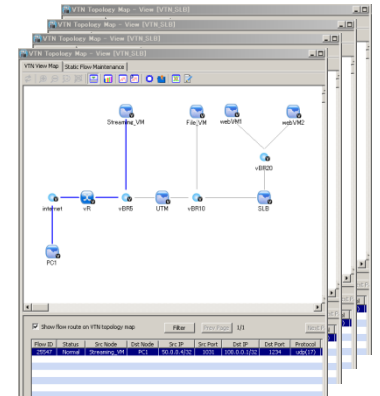 VTN Topology Map - View [VTN_SLB]
VTN Topology Map - View [VTN_SLB]
VTN Topology Map - View [VTN_SLB]
VTN Topology Map - View [VTN_SLB]
VTN View Map Static Flow Maintenance
Streaming_VM File_VM webVM1 webVM2
vBR20
internet vR vBR5 UTM vBR10 SLB
PC1
Show flow route on VTN topology map Filter Prev Page 1/1 Next
Flow ID Status Src Node Dst Node Src IP Src Port Dst IP Dst Port Protocol
25547 Normal Streaming_VM PC1 50.0.0.4/32 1031 100.0.0.1/32 1234 udp(17)